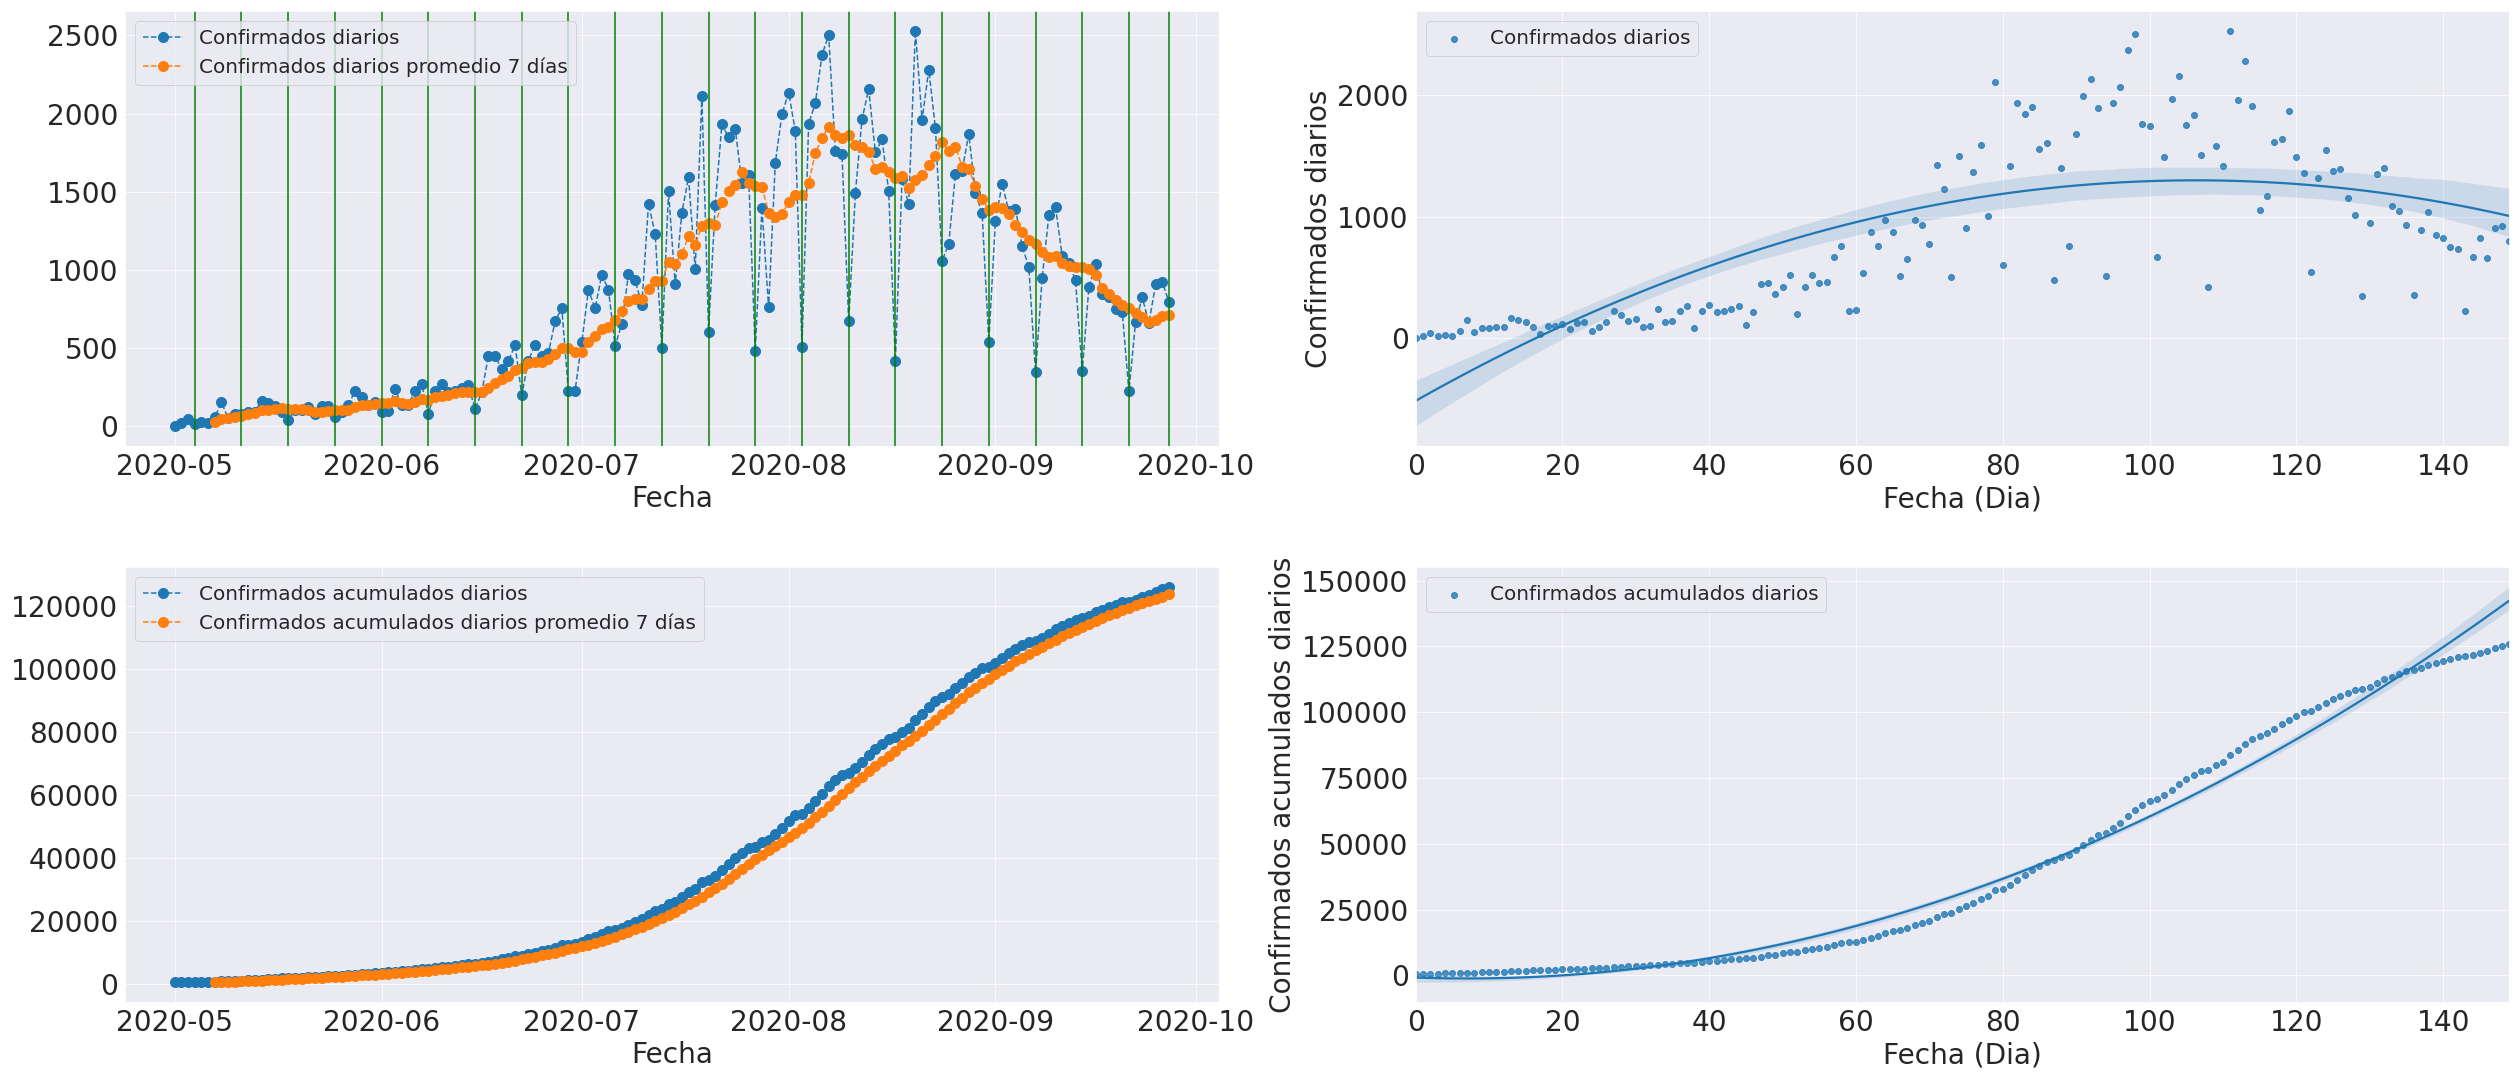 Confirmados diarios
Confirmados diarios promedio 7 días
2500
2000
1500
1000
500
0
2020-05 2020-06 2020-07 2020-08 2020-09 2020-10
Fecha
Confirmados diarios
Confirmados diarios
2000
1000
0
0 20 40 60 80 100 120 140
Fecha (Dia)
Confirmados acumulados diarios
Confirmados acumulados diarios promedio 7 días
120000
100000
80000
60000
40000
20000
0
2020-05 2020-06 2020-07 2020-08 2020-09 2020-10
Fecha
Confirmados acumulados diarios
Confirmados acumulados diarios
150000
125000
100000
75000
50000
25000
0
0 20 40 60 80 100 120 140
Fecha (Dia)